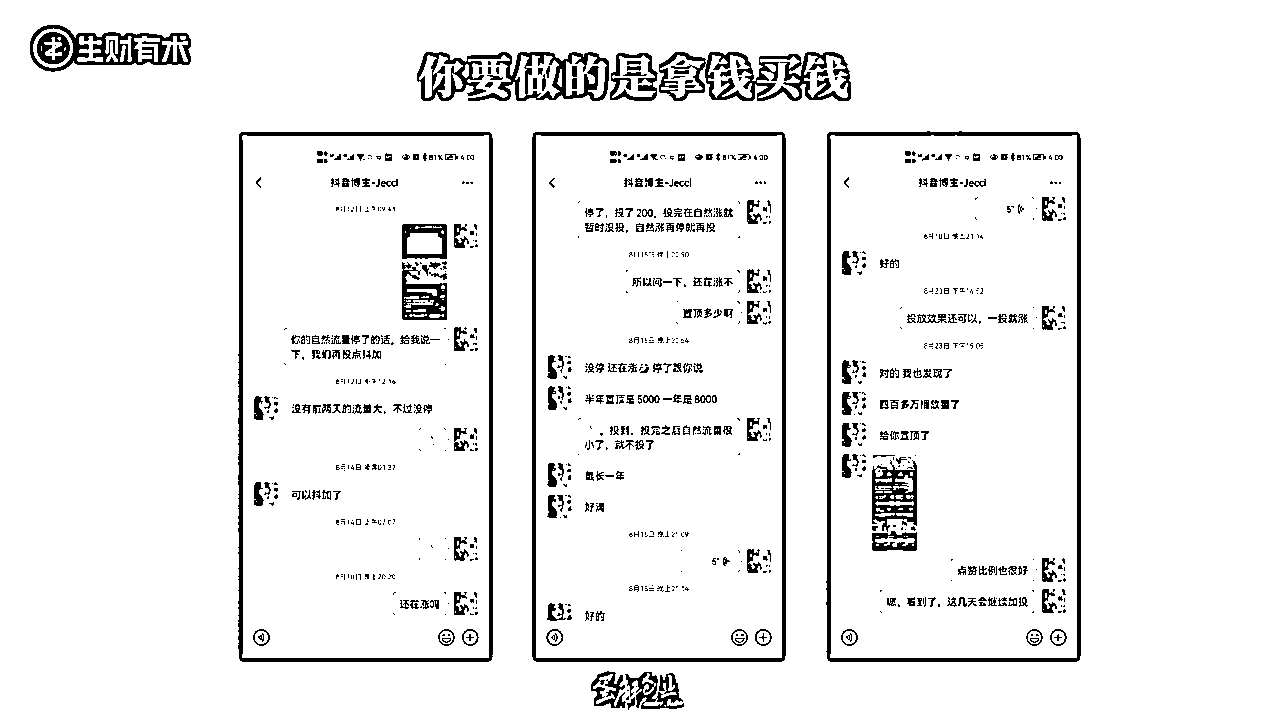 生财有术
你要做的是拿钱买钱
抖音博主-Jecci
你的自然流量停了的话，给我说一
下，我们再投点抖加
没有前两天的流量大，不过没停
可以抖加了
还在涨吗
抖音博主-Jecci
停了，投了 200，投完在自然涨就
暂时没投，自然涨再停就再投
所以问一下，还在涨不
置顶多少啊
没停 还在涨 停了跟你说
半年置顶是 5000 一年是 8000
，投到，投完之后自然流量很
小了，就不投了
最长一年
好滴
5"
好的
抖音博主-Jecci
5"
好的
投放效果还可以，一投就涨
对的 我也发现了
四百多万播放量了
给你置顶了
点赞比例也很好
嗯，看到了，这几天会继续加投
蛋解创业